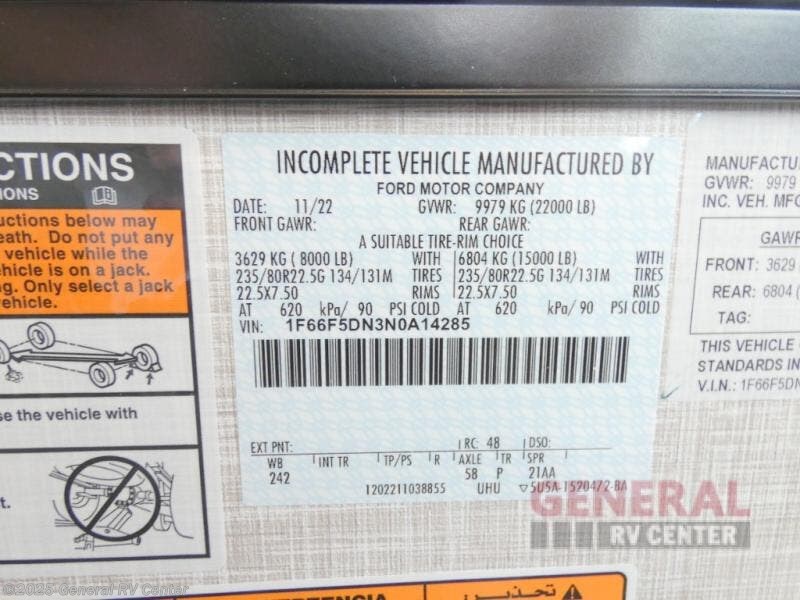 CTIONS
IONS
uctions below may
eath. Do not put any
e vehicle while the
ehicle is on a jack.
ng. Only select a jack
vehicle.
se the vehicle with
t.
INCOMPLETE VEHICLE MANUFACTURED BY
FORD MOTOR COMPANY
DATE: 11/22 GVWR: 9979 KG (22000 LB)
FRONT GAWR: REAR GAWR:
A SUITABLE TIRE-RIM CHOICE
3629 KG ( 8000 LB) WITH 6804 KG (15000 LB) WITH
235/80R22.5G 134/131M TIRES 235/80R22.5G 134/131M TIRES
22.5X7.50 RIMS 22.5X7.50 RIMS
AT 620 kPa/ 90 PSI COLD AT 620 kPa/ 90 PSI COLD
VIN: 1F66F5DN3N0A14285
EXT PNT: RC: 48 DSO:
WB INT TR TP/PS R AXLE TR SPR
242 58 P 21AA
1202211038855 UHU 5U5A-1520472-BA
MANUFACTU
GVWR: 9979
INC. VEH. MFG
GAW
FRONT: 3629
REAR: 6804 (
TAG:
THIS VEHICLE
STANDARDS IN
V.I.N.: 1F66F5DN
GENERAL
RV CENTER
تحذير
©2025 General RV Center